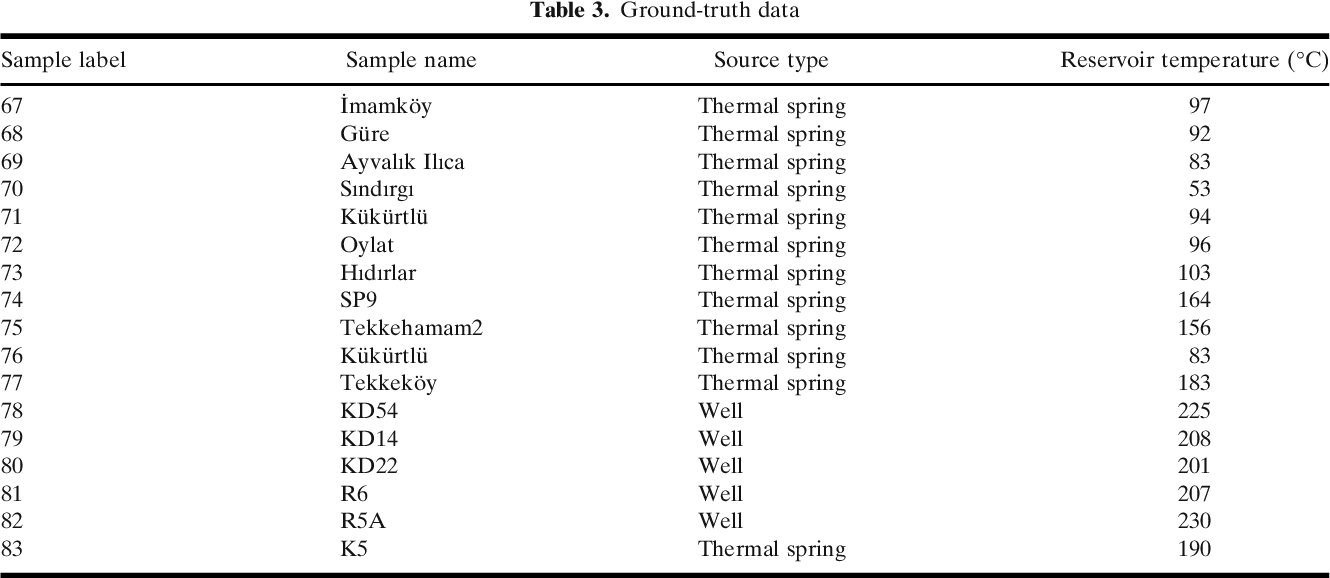 Table 3. Ground-truth data
Sample label Sample name Source type Reservoir temperature (°C)
67 İmamköy Thermal spring 97
68 Güre Thermal spring 92
69 Ayvalık Ilıca Thermal spring 83
70 Sındırgı Thermal spring 53
71 Kükürtlü Thermal spring 94
72 Oylat Thermal spring 96
73 Hıdırlar Thermal spring 103
74 SP9 Thermal spring 164
75 Tekkehamam2 Thermal spring 156
76 Kükürtlü Thermal spring 83
77 Tekkeköy Thermal spring 183
78 KD54 Well 225
79 KD14 Well 208
80 KD22 Well 201
81 R6 Well 207
82 R5A Well 230
83 K5 Thermal spring 190